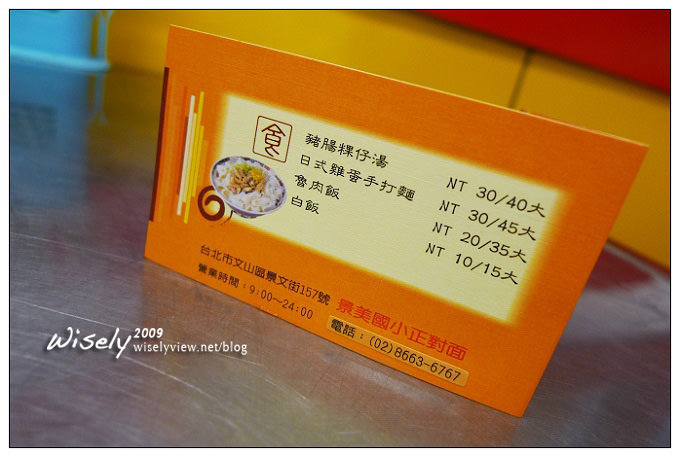 食
豬腸粿仔湯 NT 30/40大
日式雞蛋手打麵 NT 30/45大
魯肉飯 NT 20/35大
白飯 NT 10/15大
台北市文山區景文街157號
營業時間：9:00～24:00
景美國小正對面
電話：(02)8663-6767
Wisely 2009
wiselyview.net/blog